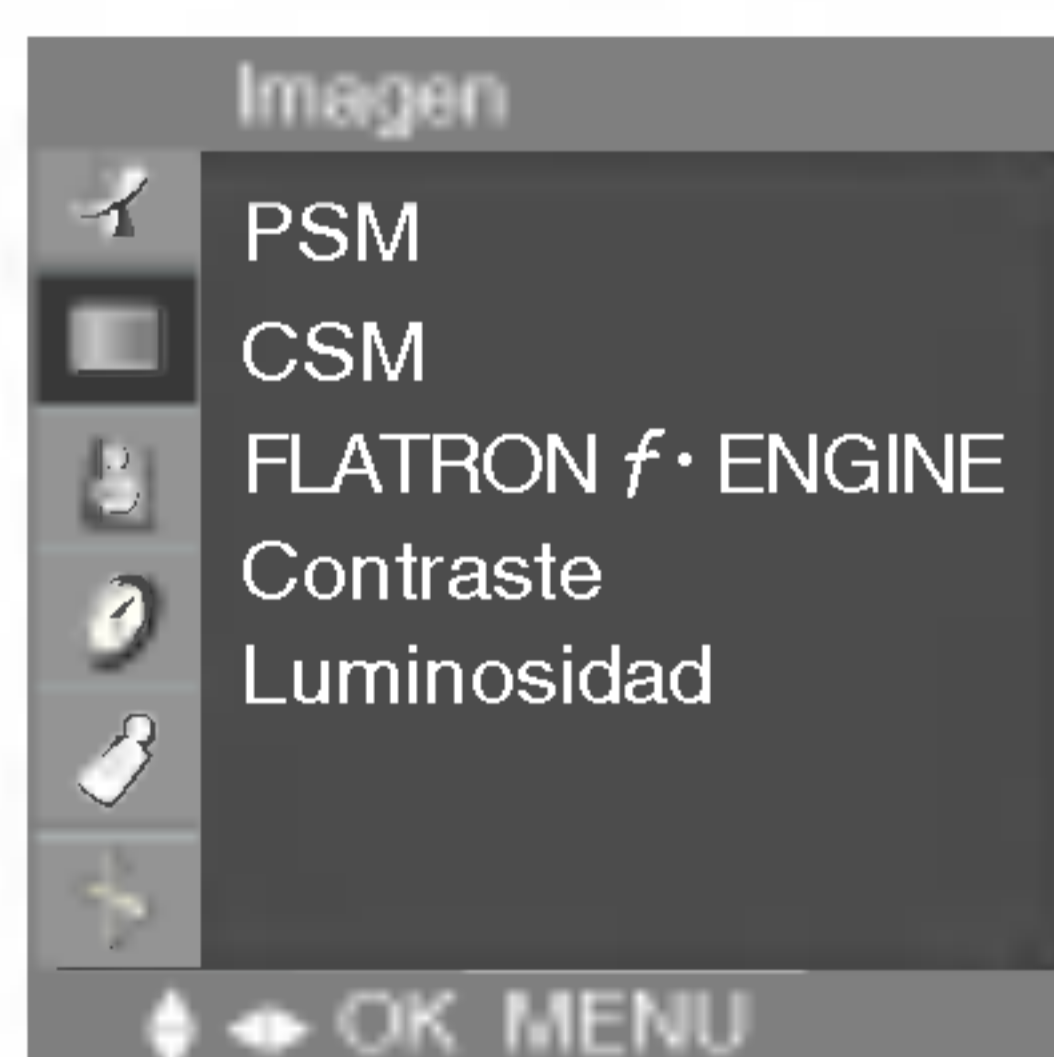 Imagen
PSM
CSM
FLATRON f • ENGINE
Contraste
Luminosidad
OK MENU